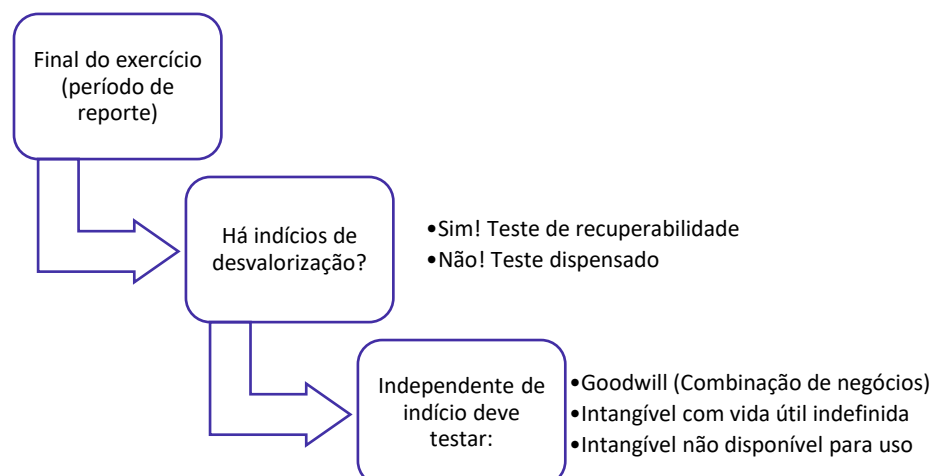 Final do exercício
(período de
reporte)
Há indícios de
desvalorização?
•Sim! Teste de recuperabilidade
•Não! Teste dispensado
Independente de
indício deve
testar:
•Goodwill (Combinação de negócios)
•Intangível com vida útil indefinida
•Intangível não disponível para uso